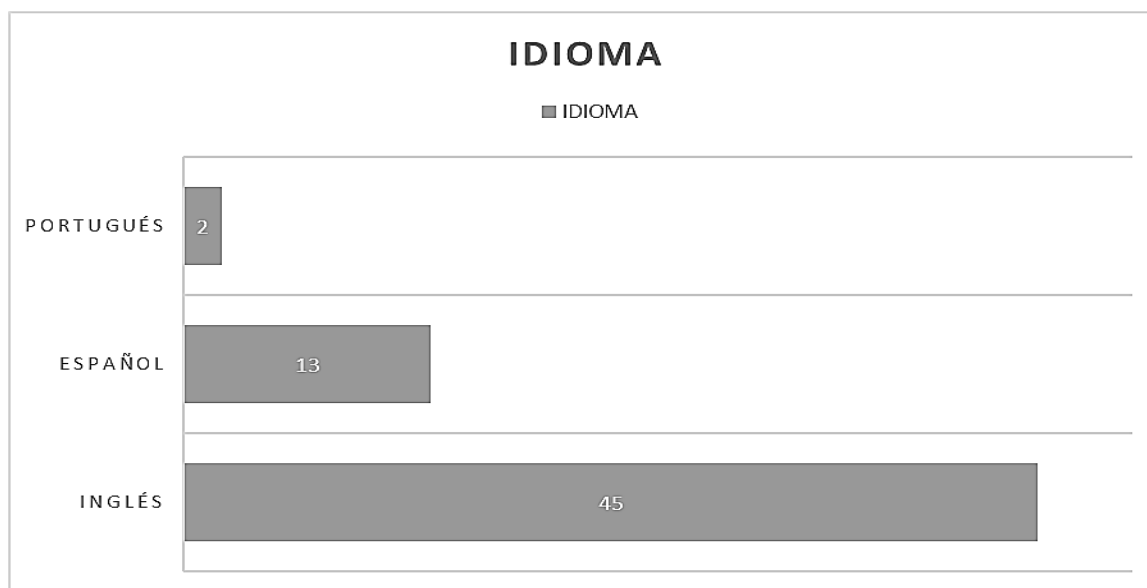 IDIOMA
IDIOMA
PORTUGUÉS
2
ESPAÑOL
13
INGLÉS
45